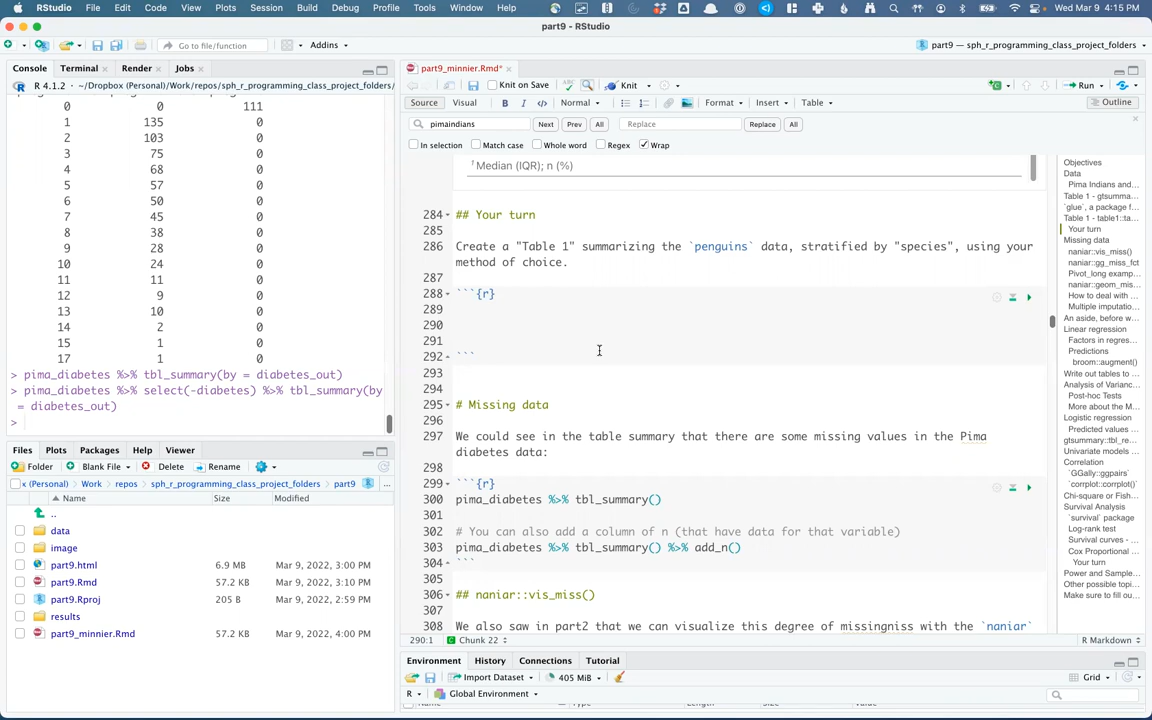 RStudio File Edit Code View Plots Session Build Debug Profile Tools Window Help Wed Mar 9 4:15 PM
part9 - RStudio
Go to file/function Addins part9 — sph_r_programming_class_project_folders
Console Terminal Render Jobs
R 4.1.2 · ~/Dropbox (Personal)/Work/repos/sph_r_programming_class_project_folders/
0 0 111
1 135 0
2 103 0
3 75 0
4 68 0
5 57 0
6 50 0
7 45 0
8 38 0
9 28 0
10 24 0
11 11 0
12 9 0
13 10 0
14 2 0
15 1 0
17 1 0
> pima_diabetes %>% tbl_summary(by = diabetes_out)
> pima_diabetes %>% select(-diabetes) %>% tbl_summary(by
= diabetes_out)
>
Files Plots Packages Help Viewer
Folder Blank File Delete Rename
x (Personal) Work repos sph_r_programming_class_project_folders part9 ...
Name Size Modified
..
data
image
part9.html 6.9 MB Mar 9, 2022, 3:00 PM
part9.Rmd 57.2 KB Mar 9, 2022, 3:10 PM
part9.Rproj 205 B Mar 9, 2022, 2:59 PM
results
part9_minnier.Rmd 57.2 KB Mar 9, 2022, 4:00 PM
part9_minnier.Rmd*
Knit on Save Knit Run
Source Visual B I </> Normal Format Insert Table Outline
pimaindians Next Prev All Replace Replace All
In selection Match case Whole word Regex Wrap
† Median (IQR); n (%)
284 ## Your turn
285
286 Create a "Table 1" summarizing the `penguins` data, stratified by "species", using your
method of choice.
287
288 ```{r}
289
290
291
292 ```
293
294
295 # Missing data
296
297 We could see in the table summary that there are some missing values in the Pima
diabetes data:
298
299 ```{r}
300 pima_diabetes %>% tbl_summary()
301
302 # You can also add a column of n (that have data for that variable)
303 pima_diabetes %>% tbl_summary() %>% add_n()
304 ```
305
306 ## naniar::vis_miss()
307
308 We also saw in part2 that we can visualize this degree of missingniss with the `naniar`
290:1 Chunk 22 R Markdown
Objectives
Data
Pima Indians and...
Table 1 - gtsumma...
`glue`, a package f...
Table 1 - table1::ta...
Your turn
Missing data
naniar::vis_miss()
naniar::gg_miss_fct
Pivot_long examp...
naniar::geom_mis...
How to deal with ...
Multiple imputatio...
An aside, before w...
Linear regression
Factors in regres...
Predictions
broom::augment()
Write out tables to ...
Analysis of Varianc...
Post-hoc Tests
More about the M...
Logistic regression
Predicted values ...
gtsummary::tbl_re...
Univariate models ...
Correlation
`GGally::ggpairs`
`corrplot::corrplot()`
Chi-square or Fish...
Survival Analysis
`survival` package
Log-rank test
Survival curves - ...
Cox Proportional ...
Your turn
Power and Sample...
Other possible topi...
Make sure to fill ou...
Environment History Connections Tutorial
Import Dataset 405 MiB Grid
R Global Environment